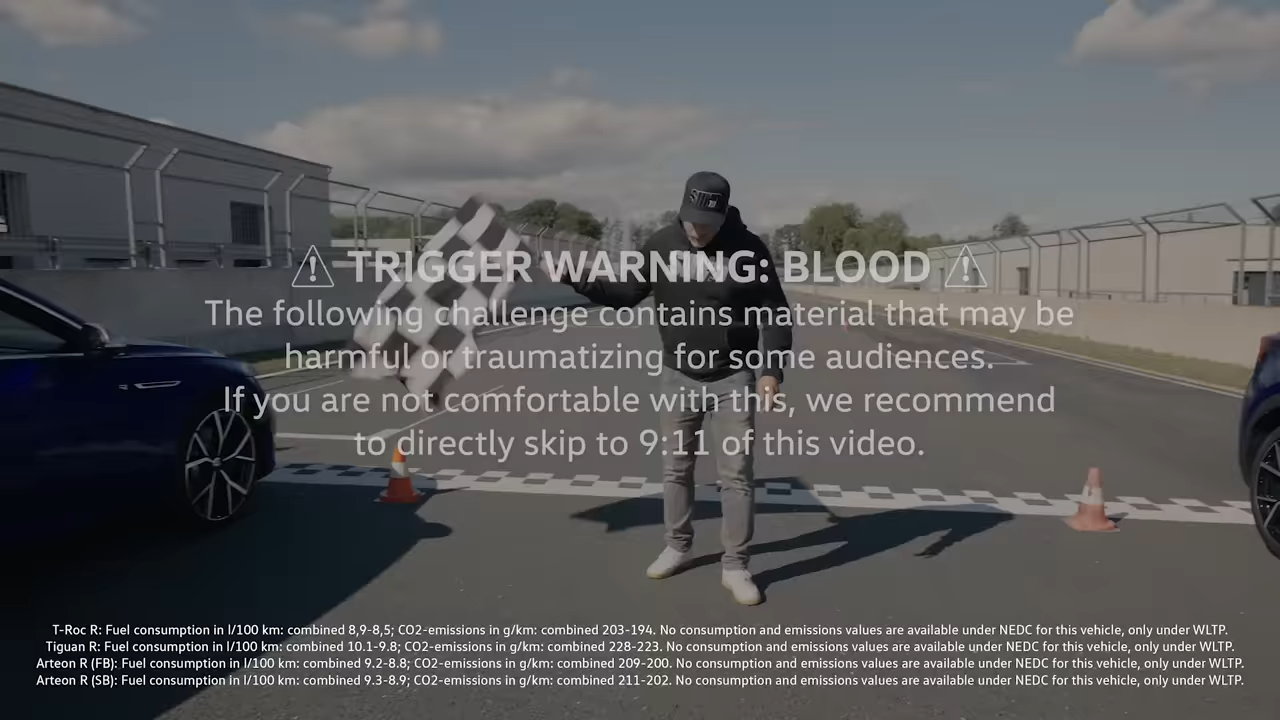 ⚠ TRIGGER WARNING: BLOOD ⚠
The following challenge contains material that may be
harmful or traumatizing for some audiences.
If you are not comfortable with this, we recommend
to directly skip to 9:11 of this video.
T-Roc R: Fuel consumption in l/100 km: combined 8,9-8,5; CO2-emissions in g/km: combined 203-194. No consumption and emissions values are available under NEDC for this vehicle, only under WLTP.
Tiguan R: Fuel consumption in l/100 km: combined 10.1-9.8; CO2-emissions in g/km: combined 228-223. No consumption and emissions values are available under NEDC for this vehicle, only under WLTP.
Arteon R (FB): Fuel consumption in l/100 km: combined 9.2-8.8; CO2-emissions in g/km: combined 209-200. No consumption and emissions values are available under NEDC for this vehicle, only under WLTP.
Arteon R (SB): Fuel consumption in l/100 km: combined 9.3-8.9; CO2-emissions in g/km: combined 211-202. No consumption and emissions values are available under NEDC for this vehicle, only under WLTP.